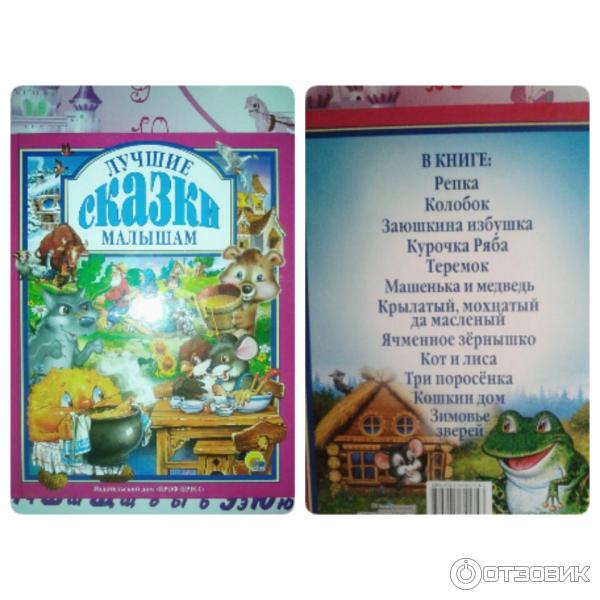 ЛУЧШИЕ
сказки
МАЛЫШАМ
Издательский дом «ПРОФ-ПРЕСС»
В КНИГЕ:
Репка
Колобок
Заюшкина избушка
Курочка Ряба
Теремок
Машенька и медведь
Крылатый, мохнатый
да масленый
Ячменное зёрнышко
Кот и лиса
Три поросёнка
Кошкин дом
Зимовье
зверей
ОТЗОВИК